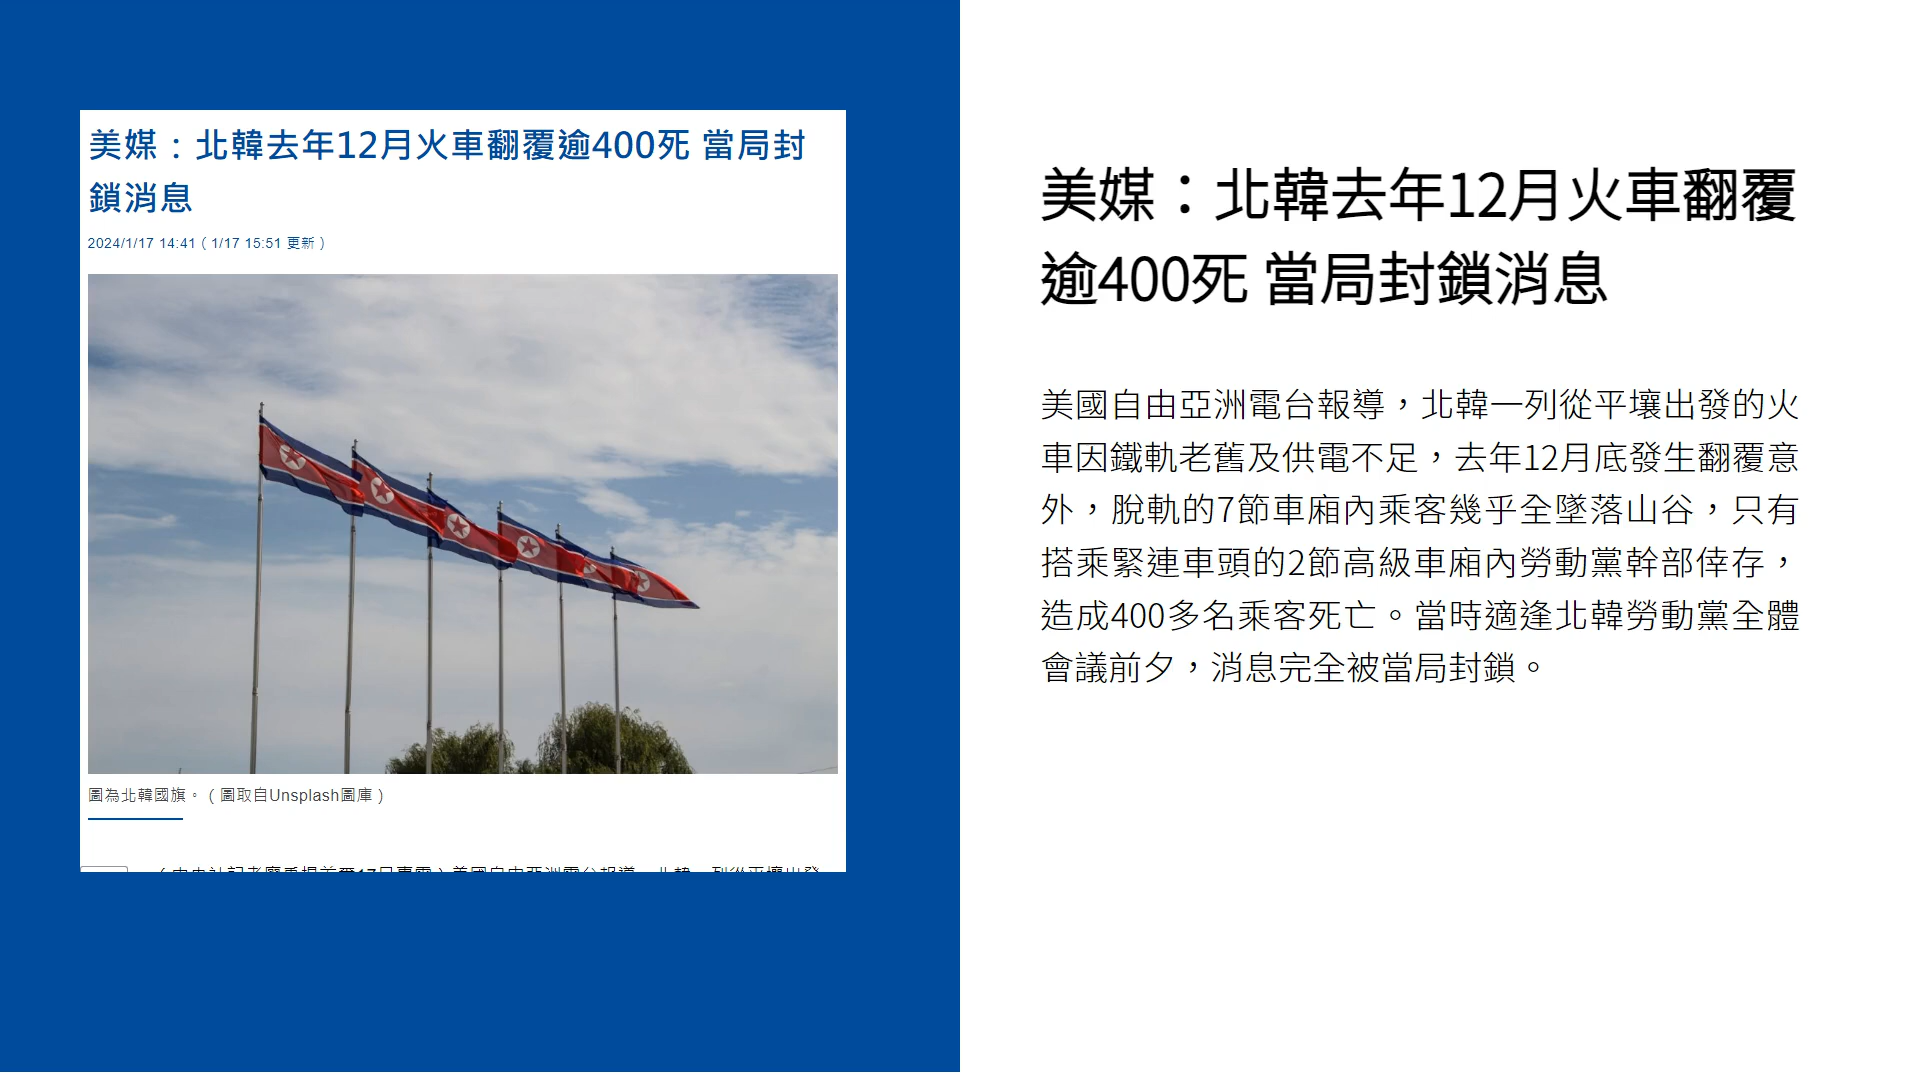 美媒：北韓去年12月火車翻覆逾400死 當局封
鎖消息
2024/1/17 14:41（1/17 15:51 更新）
圖為北韓國旗。（圖取自Unsplash圖庫）
美媒：北韓去年12月火車翻覆
逾400死 當局封鎖消息
美國自由亞洲電台報導，北韓一列從平壤出發的火
車因鐵軌老舊及供電不足，去年12月底發生翻覆意
外，脫軌的7節車廂內乘客幾乎全墜落山谷，只有
搭乘緊連車頭的2節高級車廂內勞動黨幹部倖存，
造成400多名乘客死亡。當時適逢北韓勞動黨全體
會議前夕，消息完全被當局封鎖。